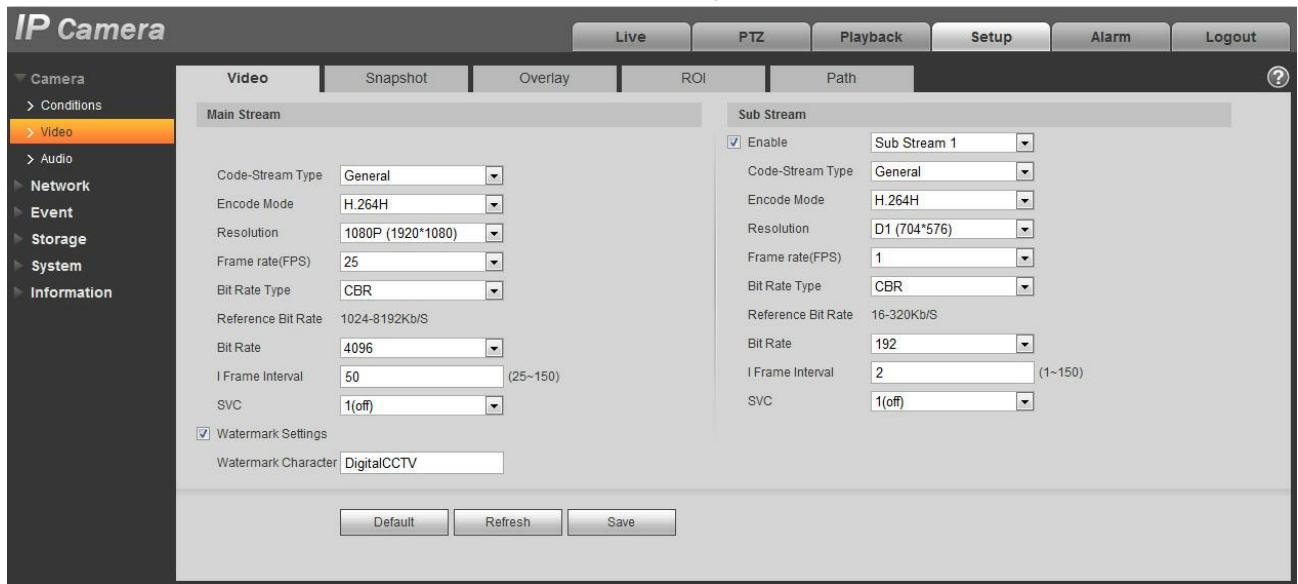 IP Camera
Live PTZ Playback Setup Alarm Logout
Camera
> Conditions
> Video
> Audio
Network
Event
Storage
System
Information
Video Snapshot Overlay ROI Path ?
Main Stream
Code-Stream Type General
Encode Mode H.264H
Resolution 1080P (1920*1080)
Frame rate(FPS) 25
Bit Rate Type CBR
Reference Bit Rate 1024-8192Kb/S
Bit Rate 4096
I Frame Interval 50 (25~150)
SVC 1(off)
Watermark Settings
Watermark Character DigitalCCTV
Sub Stream
Enable Sub Stream 1
Code-Stream Type General
Encode Mode H.264H
Resolution D1 (704*576)
Frame rate(FPS) 1
Bit Rate Type CBR
Reference Bit Rate 16-320Kb/S
Bit Rate 192
I Frame Interval 2 (1~150)
SVC 1(off)
Default Refresh Save